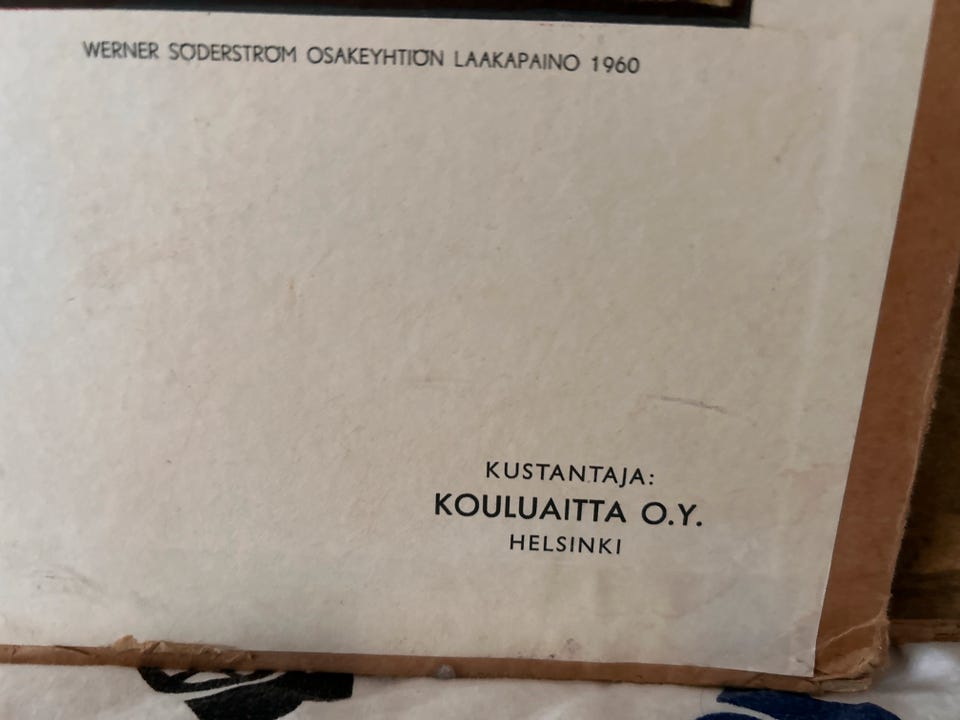 WERNER SÖDERSTRÖM OSAKEYHTIÖN LAAKAPAINO 1960
KUSTANTAJA:
KOULUAITTA O.Y.
HELSINKI